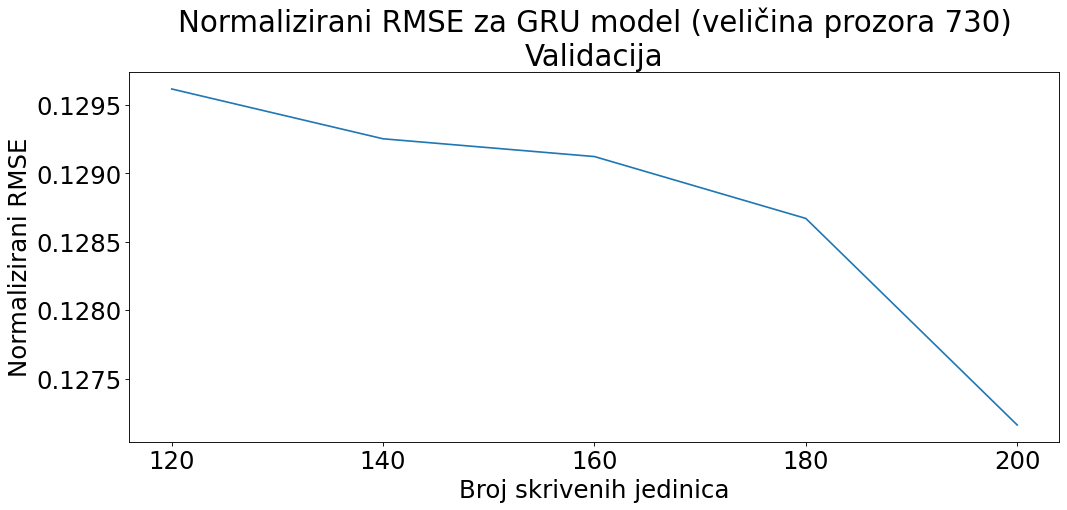 Normalizirani RMSE za GRU model (veličina prozora 730)
Validacija
Normalizirani RMSE
0.1295
0.1290
0.1285
0.1280
0.1275
120 140 160 180 200
Broj skrivenih jedinica